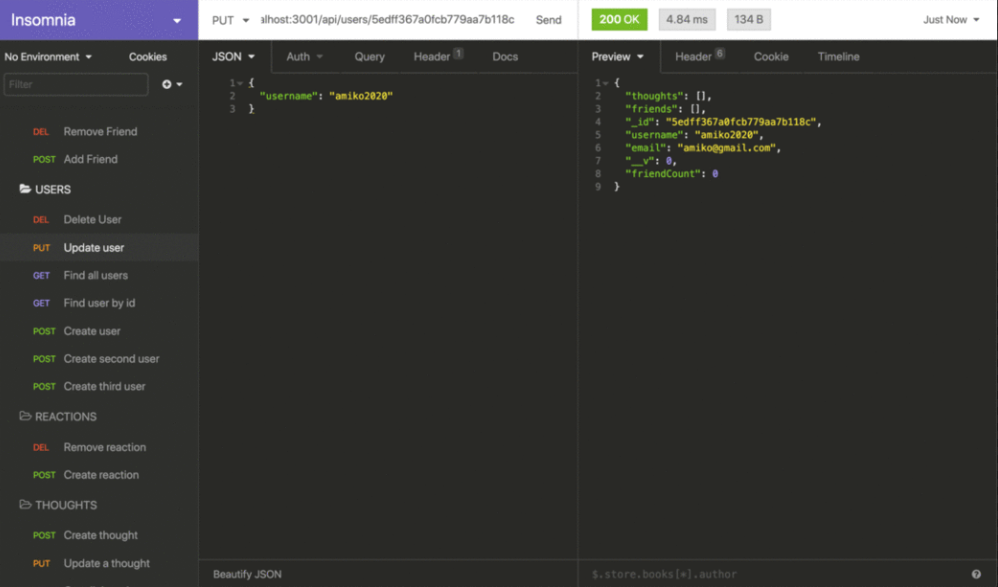 Insomnia
PUT alhost:3001/api/users/5edff367a0fcb779aa7b118c Send
200 OK 4.84 ms 134 B Just Now
No Environment Cookies
JSON Auth Query Header 1 Docs
Preview Header 6 Cookie Timeline
Filter
DEL Remove Friend
POST Add Friend
USERS
DEL Delete User
PUT Update user
GET Find all users
GET Find user by id
POST Create user
POST Create second user
POST Create third user
REACTIONS
DEL Remove reaction
POST Create reaction
THOUGHTS
POST Create thought
PUT Update a thought
1 {
2 "username": "amiko2020"
3 }
1 {
2 "thoughts": [],
3 "friends": [],
4 "_id": "5edff367a0fcb779aa7b118c",
5 "username": "amiko2020",
6 "email": "amiko@gmail.com",
7 "__v": 0,
8 "friendCount": 0
9 }
Beautify JSON
$.store.books[*].author